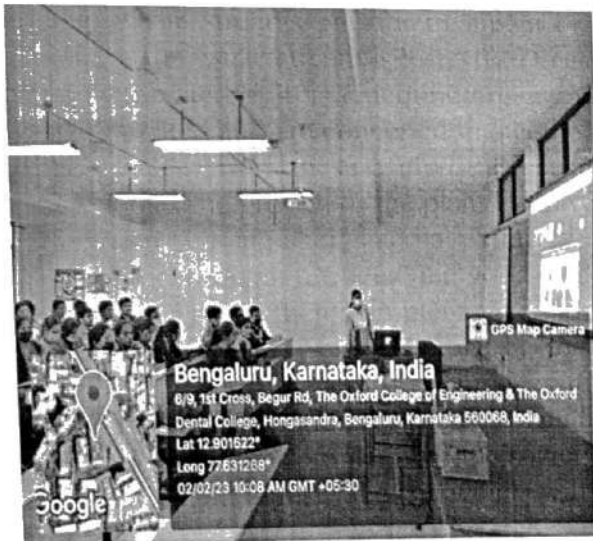 GPS Map Camera
Bengaluru, Karnataka, India
6/9, 1st Cross, Begur Rd, The Oxford College of Engineering & The Oxford
Dental College, Hongasandra, Bengaluru, Karnataka 560068, India
Lat 12.901622°
Long 77.631268°
02/02/23 10:08 AM GMT +05:30
Google